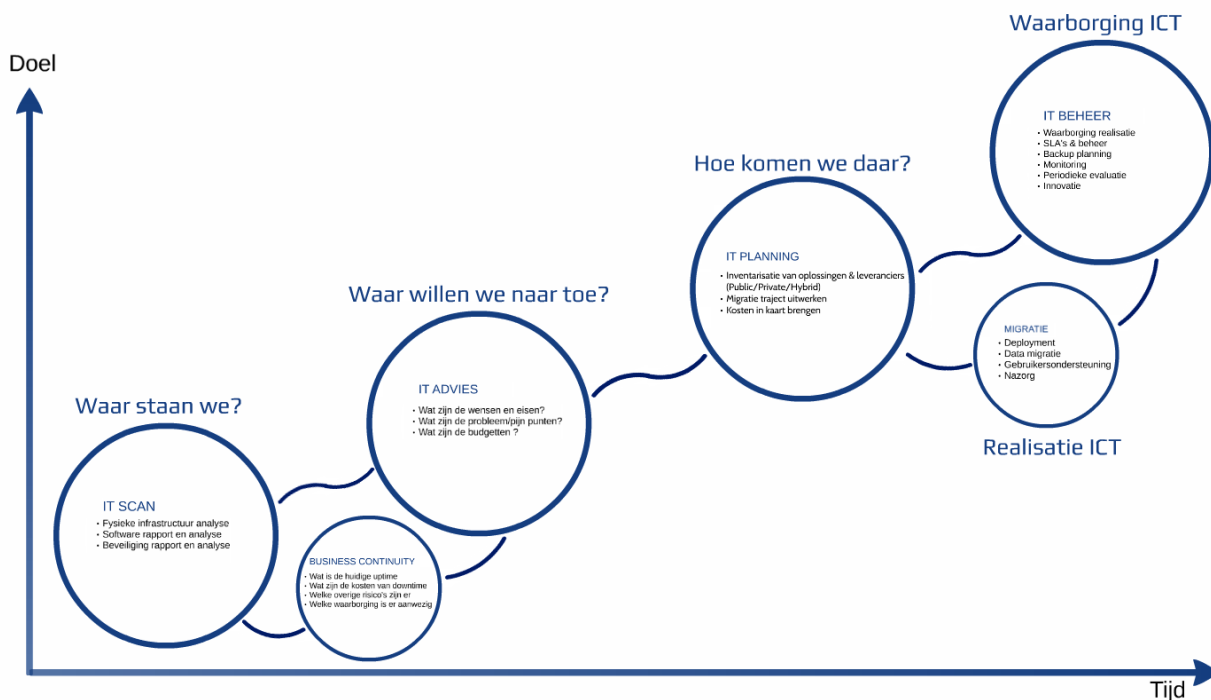 Doel
Waar staan we?
IT SCAN
• Fysieke infrastructuur analyse
• Software rapport en analyse
• Beveiliging rapport en analyse
BUSINESS CONTINUITY
• Wat is de huidige uptime
• Wat zijn de kosten van downtime
• Welke overige risico's zijn er
• Welke waarborging is er aanwezig
Waar willen we naar toe?
IT ADVIES
• Wat zijn de wensen en eisen?
• Wat zijn de probleem/pijn punten?
• Wat zijn de budgetten ?
Hoe komen we daar?
IT PLANNING
• Inventarisatie van oplossingen & leveranciers
(Public/Private/Hybrid)
• Migratie traject uitwerken
• Kosten in kaart brengen
MIGRATIE
• Deployment
• Data migratie
• Gebruikersondersteuning
• Nazorg
Realisatie ICT
Waarborging ICT
IT BEHEER
• Waarborging realisatie
• SLA's & beheer
• Backup planning
• Monitoring
• Periodieke evaluatie
• Innovatie
Tijd